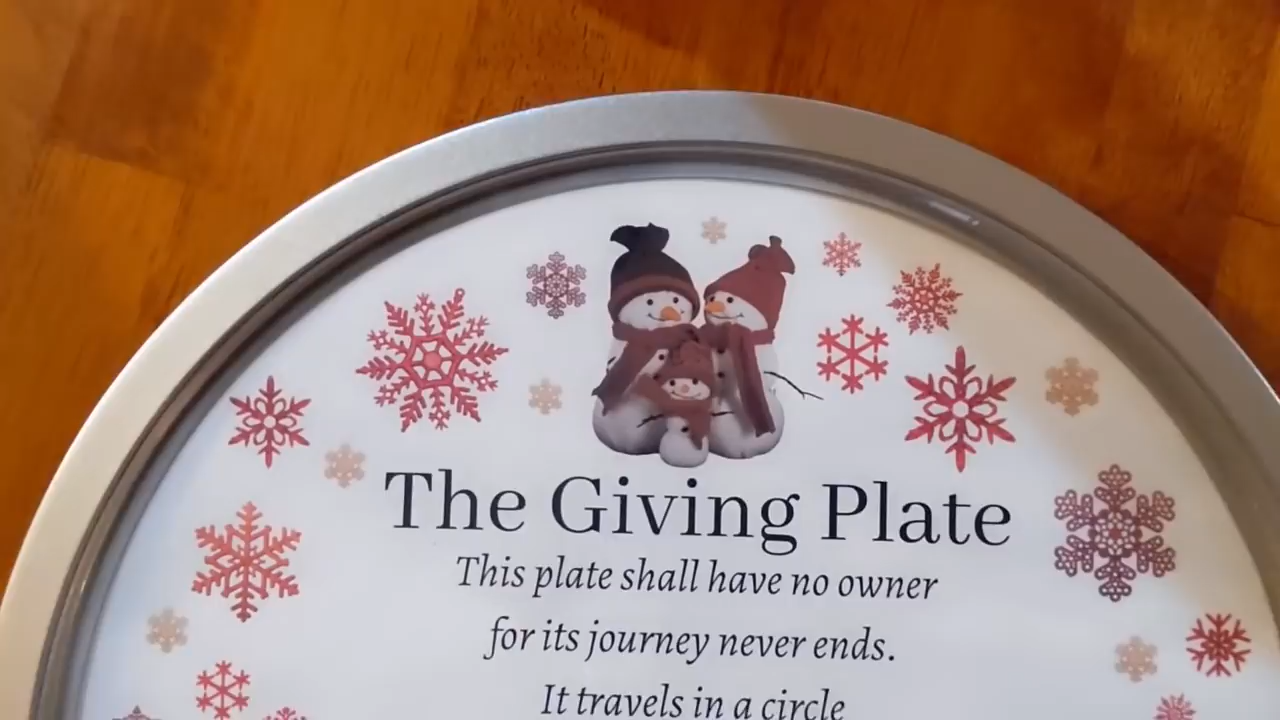 The Giving Plate
This plate shall have no owner
for its journey never ends.
It travels in a circle